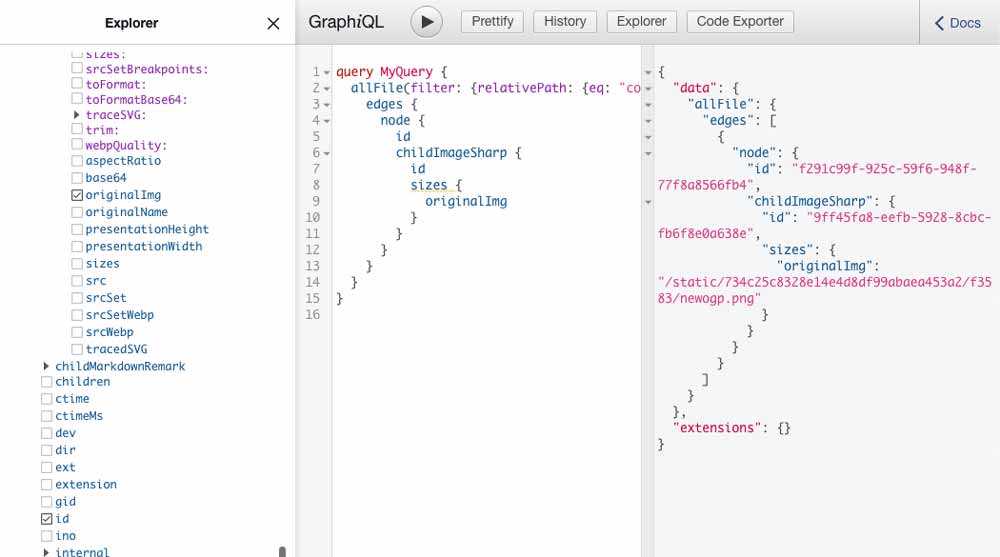 Explorer
sizes:
srcSetBreakpoints:
toFormat:
toFormatBase64:
traceSVG:
trim:
webpQuality:
aspectRatio
base64
originalImg
originalName
presentationHeight
presentationWidth
sizes
src
srcSet
srcSetWebp
srcWebp
tracedSVG
childMarkdownRemark
children
ctime
ctimeMs
dev
dir
ext
extension
gid
id
ino
internal
GraphiQL
Prettify
History
Explorer
Code Exporter
Docs
1 query MyQuery {
2 allFile(filter: {relativePath: {eq: "co
3 edges {
4 node {
5 id
6 childImageSharp {
7 id
8 sizes {
9 originalImg
10 }
11 }
12 }
13 }
14 }
15 }
16
{
"data": {
"allFile": {
"edges": [
{
"node": {
"id": "f291c99f-925c-59f6-948f-
77f8a8566fb4",
"childImageSharp": {
"id": "9ff45fa8-eefb-5928-8cbc-
fb6f8e0a638e",
"sizes": {
"originalImg":
"/static/734c25c8328e14e4d8df99abaea453a2/f35
83/newogp.png"
}
}
}
}
]
}
},
"extensions": {}
}